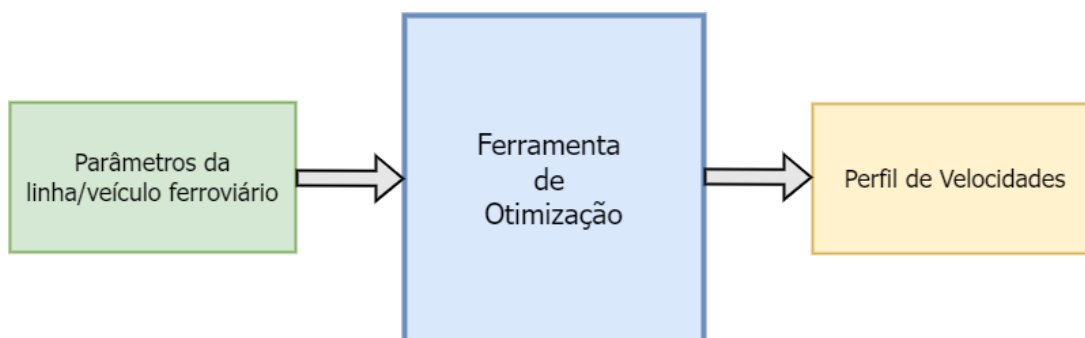 Parâmetros da
linha/veículo ferroviário
Ferramenta
de
Otimização
Perfil de Velocidades